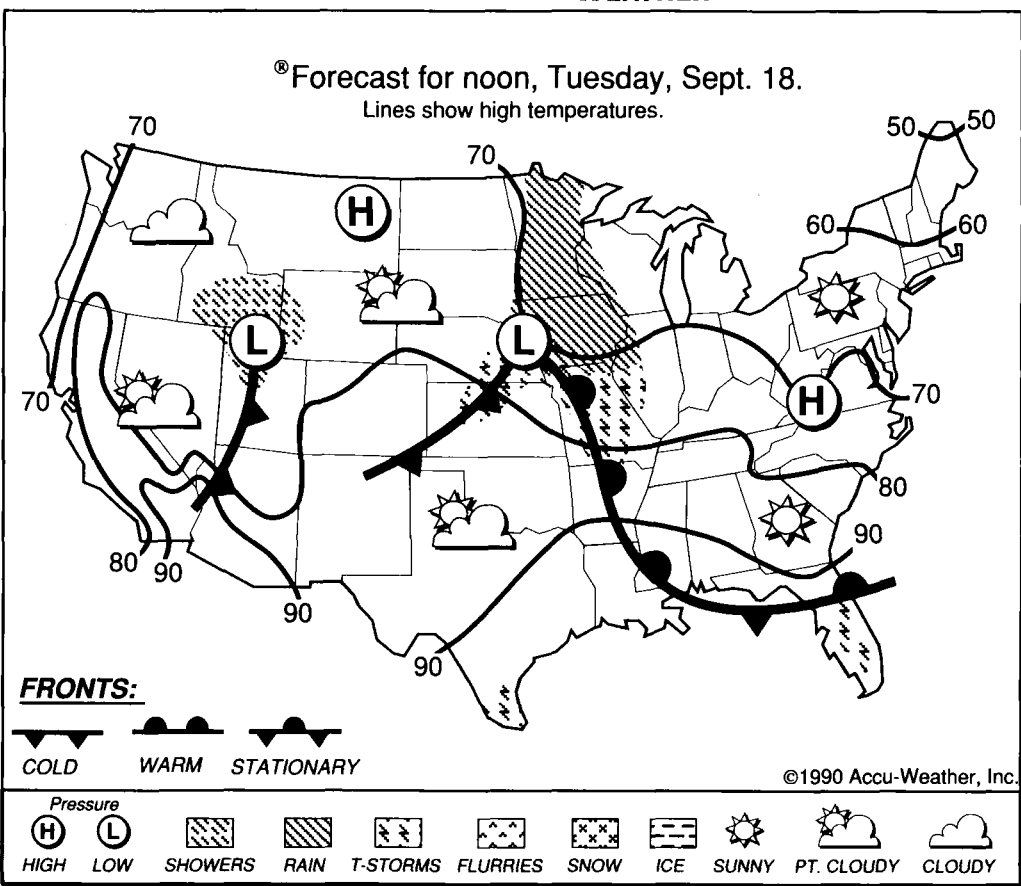 ®Forecast for noon, Tuesday, Sept. 18.
Lines show high temperatures.
70
70
50
50
60
60
H
L
L
H
70
70
80
80
90
90
90
90
FRONTS:
COLD
WARM
STATIONARY
©1990 Accu-Weather, Inc.
Pressure
H
L
HIGH
LOW
SHOWERS
RAIN
T-STORMS
FLURRIES
SNOW
ICE
SUNNY
PT. CLOUDY
CLOUDY